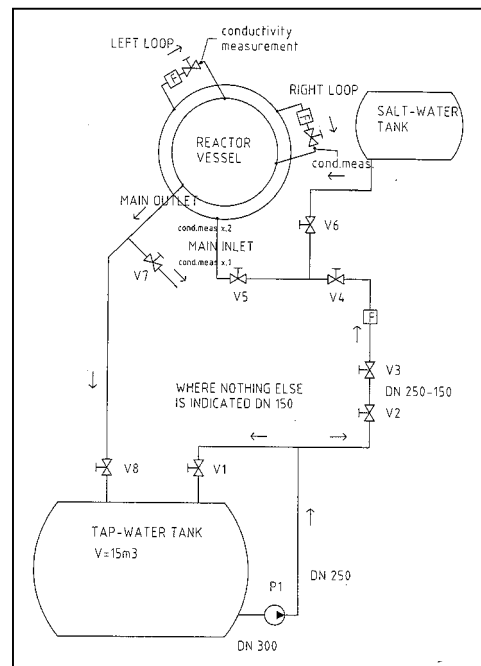 conductivity
measurement
LEFT LOOP
F
RIGHT LOOP
F
SALT-WATER
TANK
REACTOR
VESSEL
cond.meas.
MAIN OUTLET
cond.meas x,2
V6
MAIN INLET
cond.meas x,1
V7
V5
V4
F
V3
WHERE NOTHING ELSE
IS INDICATED DN 150
DN 250-150
V2
V8
V1
TAP-WATER TANK
V=15m3
DN 250
P1
DN 300